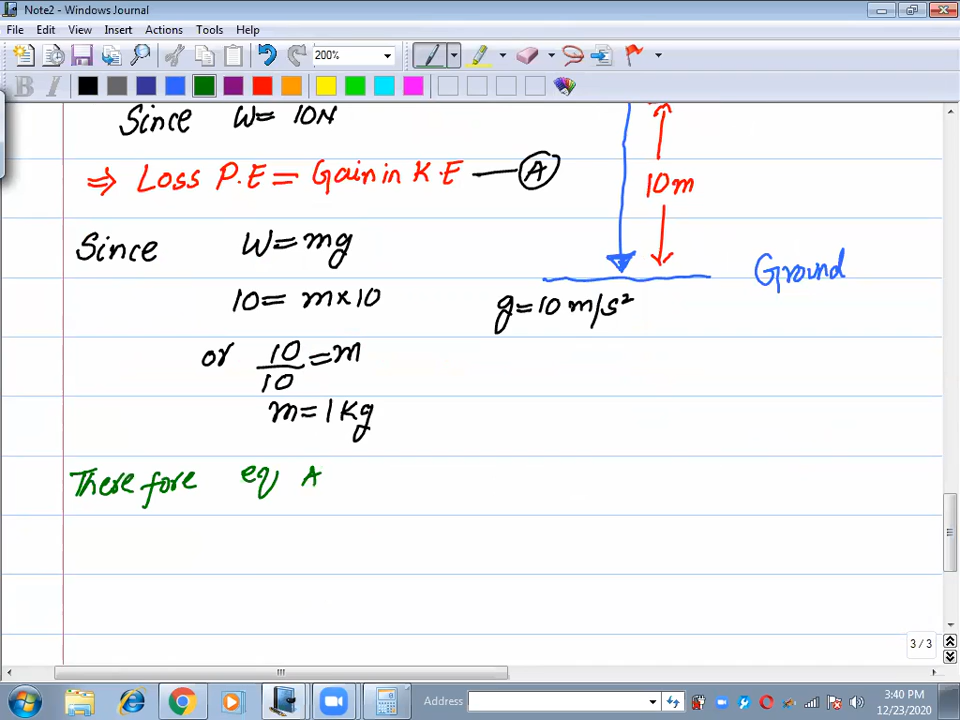 Note2 - Windows Journal
File Edit View Insert Actions Tools Help
200%
B I
Since W = 10N
⇒ Loss P.E = Gain in K.E — A
10m
Since W = mg
Ground
10 = m x 10
g = 10 m/s²
or 10/10 = m
m = 1 Kg
Therefore eq A
3 / 3
Address
3:40 PM
12/23/2020